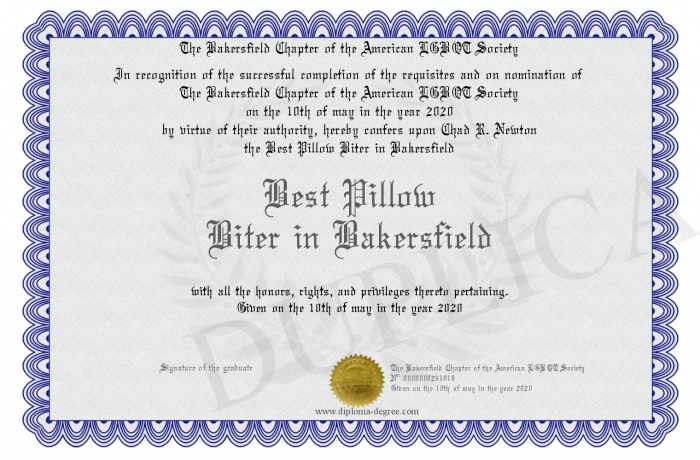 The Bakersfield Chapter of the American LGBQT Society
In recognition of the successful completion of the requisites and on nomination of
The Bakersfield Chapter of the American LGBQT Society
on the 10th of may in the year 2020
by virtue of their authority, hereby confers upon Chad R. Newton
the Best Pillow Biter in Bakersfield
Best Pillow
Biter in Bakersfield
with all the honors, rights, and privileges thereto pertaining.
Given on the 10th of may in the year 2020
DUPLICA
Signature of the graduate
The Bakersfield Chapter of the American LGBQT Society
Given on the 10th of may in the year 2020
www.diploma-degree.com